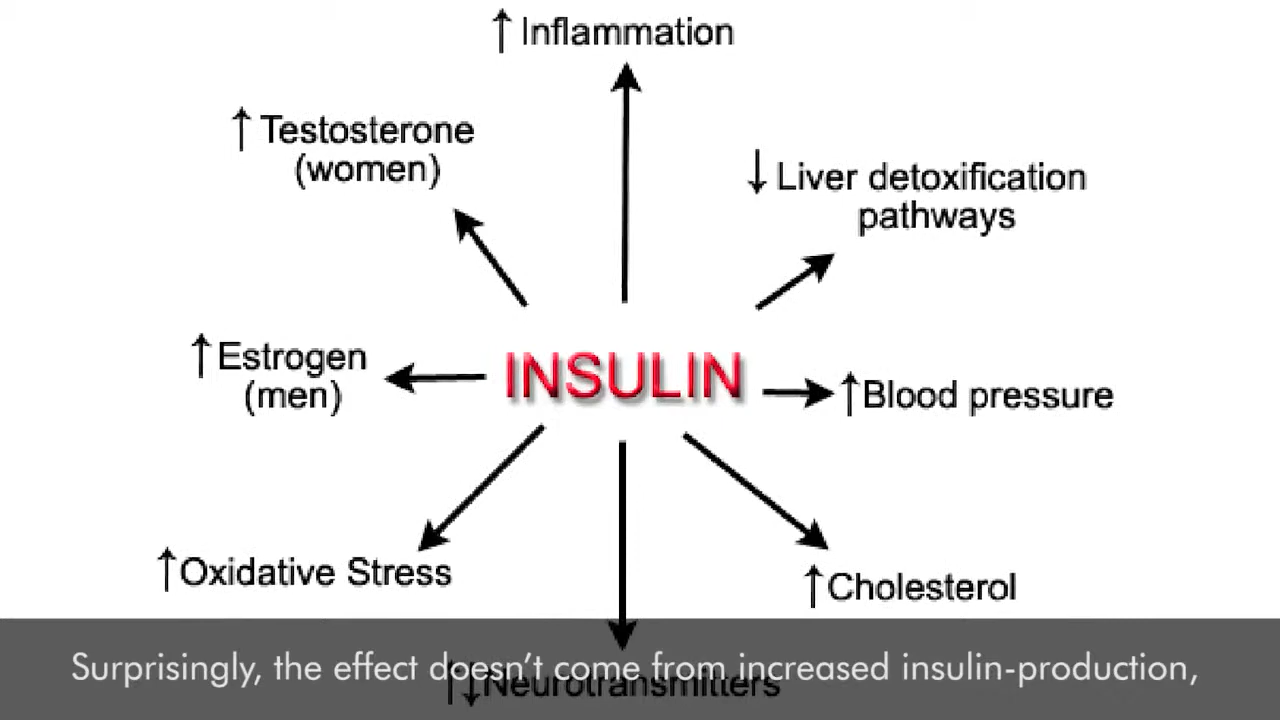 ↑Inflammation
↑Testosterone
(women)
↓Liver detoxification
pathways
↑Estrogen
(men)
INSULIN
↑Blood pressure
↑Oxidative Stress
↑Cholesterol
Surprisingly, the effect doesn't come from increased insulin-production,
↑↓Neurotransmitters